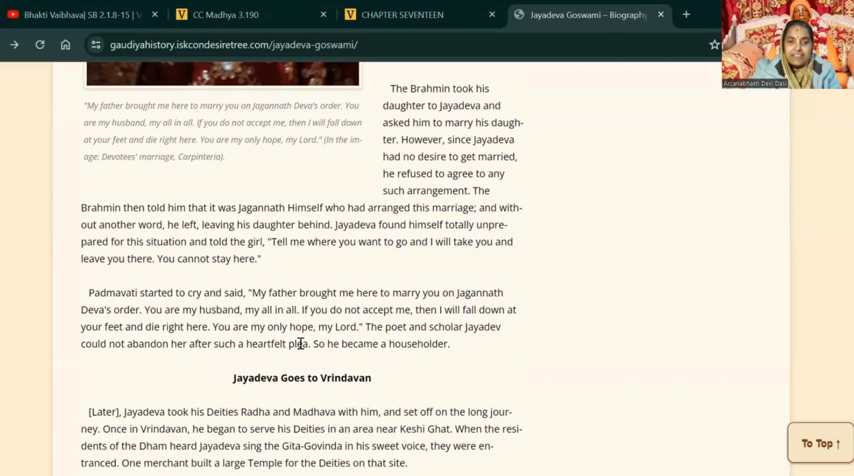 Bhakti Vaibhava| SB 2.1.8-15 | V
CC Madhya 3.190
CHAPTER SEVENTEEN
Jayadeva Goswami – Biography
gaudiyahistory.iskcondesiretree.com/jayadeva-goswami/
Arcanabhakti Devi Dasi
"My father brought me here to marry you on Jagannath Deva's order. You
are my husband, my all in all. If you do not accept me, then I will fall down
at your feet and die right here. You are my only hope, my Lord." (In the im-
age: Devotees' marriage, Carpinteria).
The Brahmin took his
daughter to Jayadeva and
asked him to marry his daugh-
ter. However, since Jayadeva
had no desire to get married,
he refused to agree to any
such arrangement. The
Brahmin then told him that it was Jagannath Himself who had arranged this marriage; and with-
out another word, he left, leaving his daughter behind. Jayadeva found himself totally unpre-
pared for this situation and told the girl, "Tell me where you want to go and I will take you and
leave you there. You cannot stay here."
Padmavati started to cry and said, "My father brought me here to marry you on Jagannath
Deva's order. You are my husband, my all in all. If you do not accept me, then I will fall down at
your feet and die right here. You are my only hope, my Lord." The poet and scholar Jayadev
could not abandon her after such a heartfelt plea. So he became a householder.
Jayadeva Goes to Vrindavan
[Later], Jayadeva took his Deities Radha and Madhava with him, and set off on the long jour-
ney. Once in Vrindavan, he began to serve his Deities in an area near Keshi Ghat. When the resi-
dents of the Dham heard Jayadeva sing the Gita-Govinda in his sweet voice, they were en-
tranced. One merchant built a large Temple for the Deities on that site.
To Top ↑